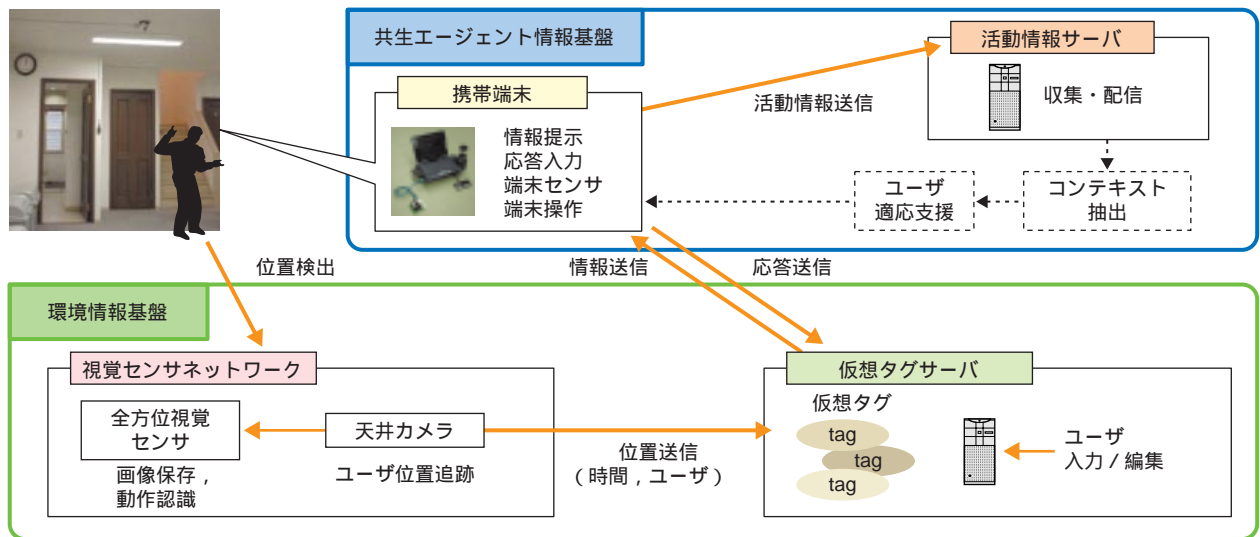 共生エージェント情報基盤
活動情報サーバ
収集・配信
携帯端末
情報提示
応答入力
端末センサ
端末操作
活動情報送信
ユーザ
適応支援
コンテキスト
抽出
位置検出
情報送信
応答送信
環境情報基盤
視覚センサネットワーク
全方位視覚
センサ
画像保存，
動作認識
天井カメラ
ユーザ位置追跡
位置送信
（時間，ユーザ）
仮想タグサーバ
仮想タグ
tag
tag
tag
ユーザ
入力 / 編集